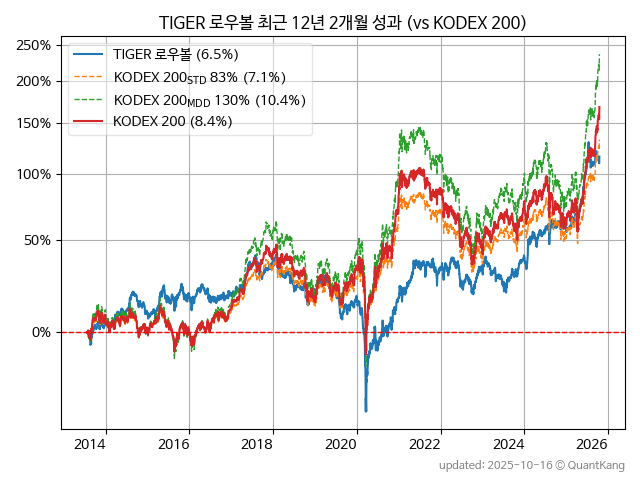 TIGER 로우볼 최근 12년 2개월 성과 (vs KODEX 200)
250%
200%
150%
100%
50%
0%
TIGER 로우볼 (6.5%)
KODEX 200STD 83% (7.1%)
KODEX 200MDD 130% (10.4%)
KODEX 200 (8.4%)
2014 2016 2018 2020 2022 2024 2026
updated: 2025-10-16 © QuantKang